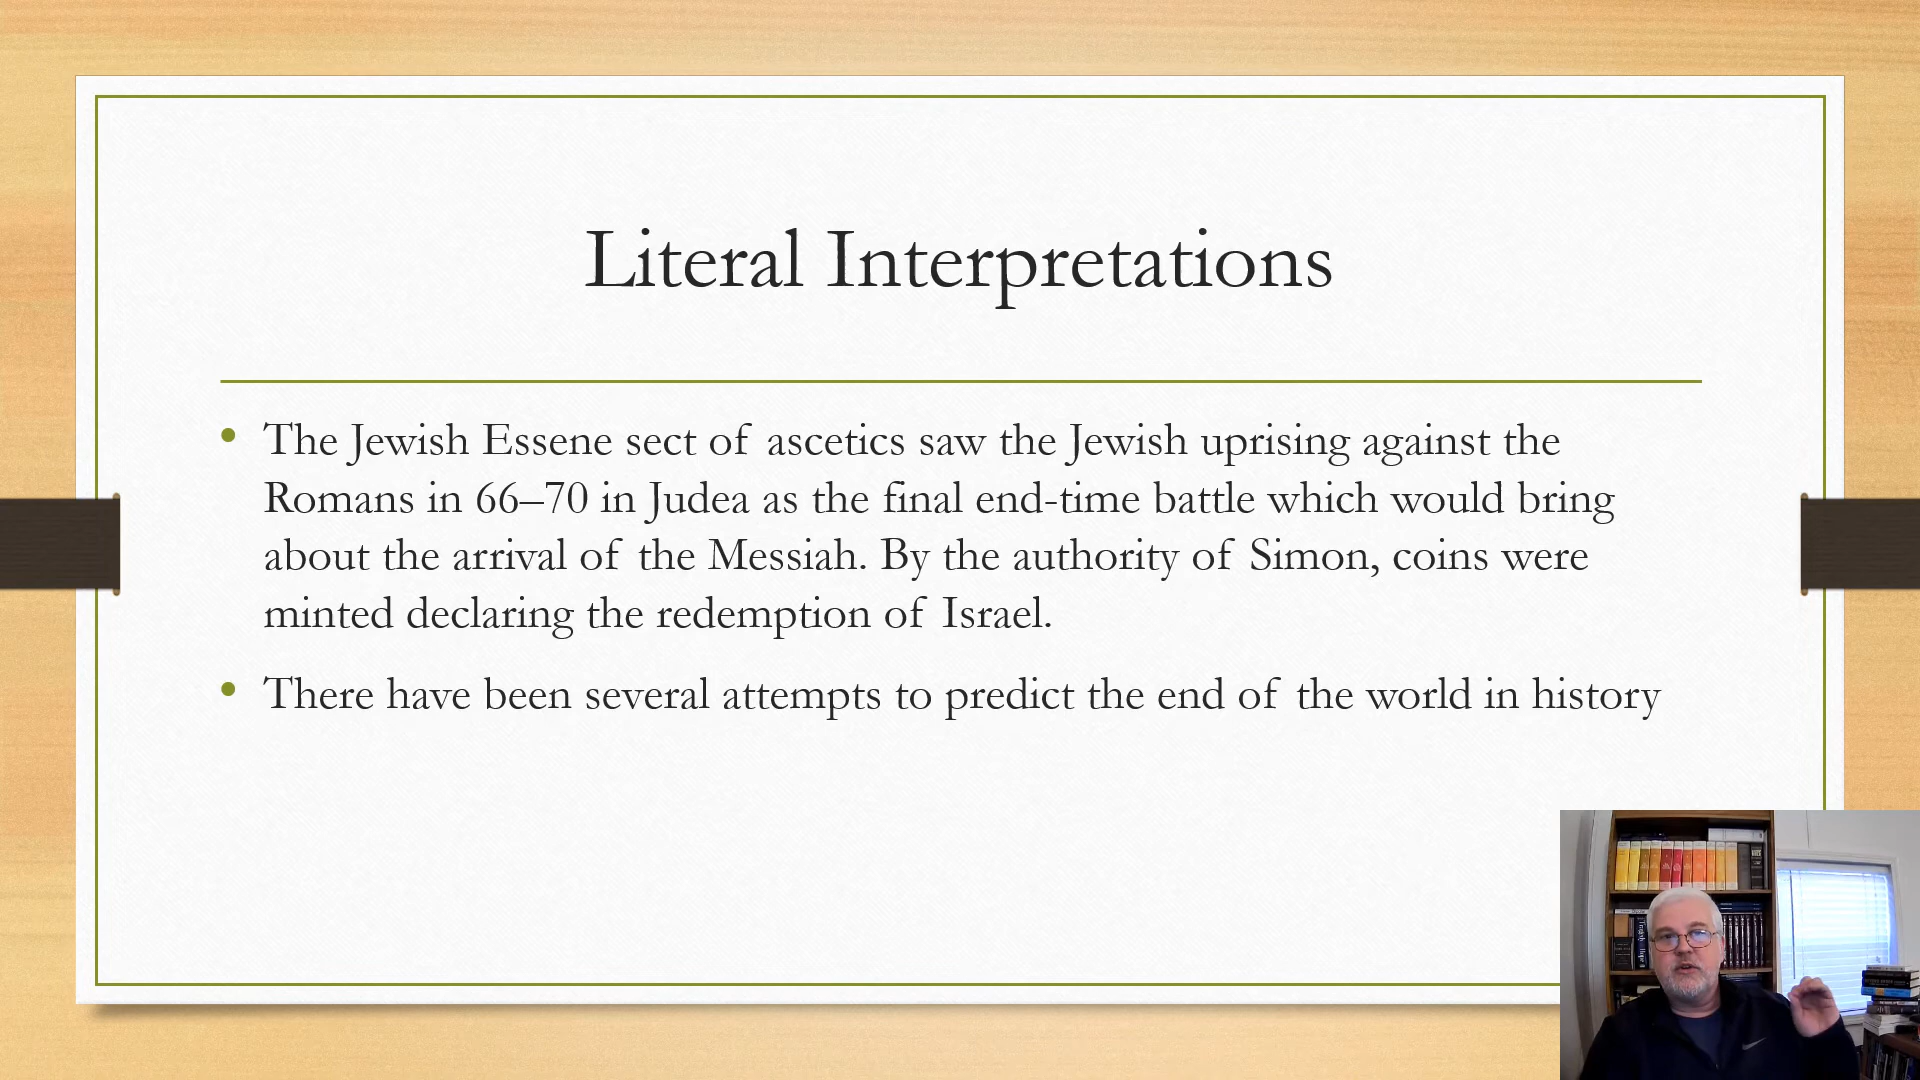 Literal Interpretations
• The Jewish Essene sect of ascetics saw the Jewish uprising against the
Romans in 66–70 in Judea as the final end-time battle which would bring
about the arrival of the Messiah. By the authority of Simon, coins were
minted declaring the redemption of Israel.
• There have been several attempts to predict the end of the world in history